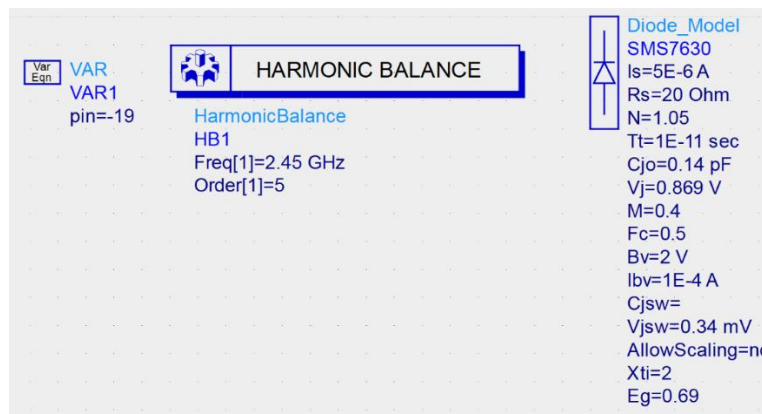 Var
Eqn
VAR
VAR1
pin=-19
HARMONIC BALANCE
HarmonicBalance
HB1
Freq[1]=2.45 GHz
Order[1]=5
Diode_Model
SMS7630
Is=5E-6 A
Rs=20 Ohm
N=1.05
Tt=1E-11 sec
Cjo=0.14 pF
Vj=0.869 V
M=0.4
Fc=0.5
Bv=2 V
Ibv=1E-4 A
Cjsw=
Vjsw=0.34 mV
AllowScaling=no
Xti=2
Eg=0.69